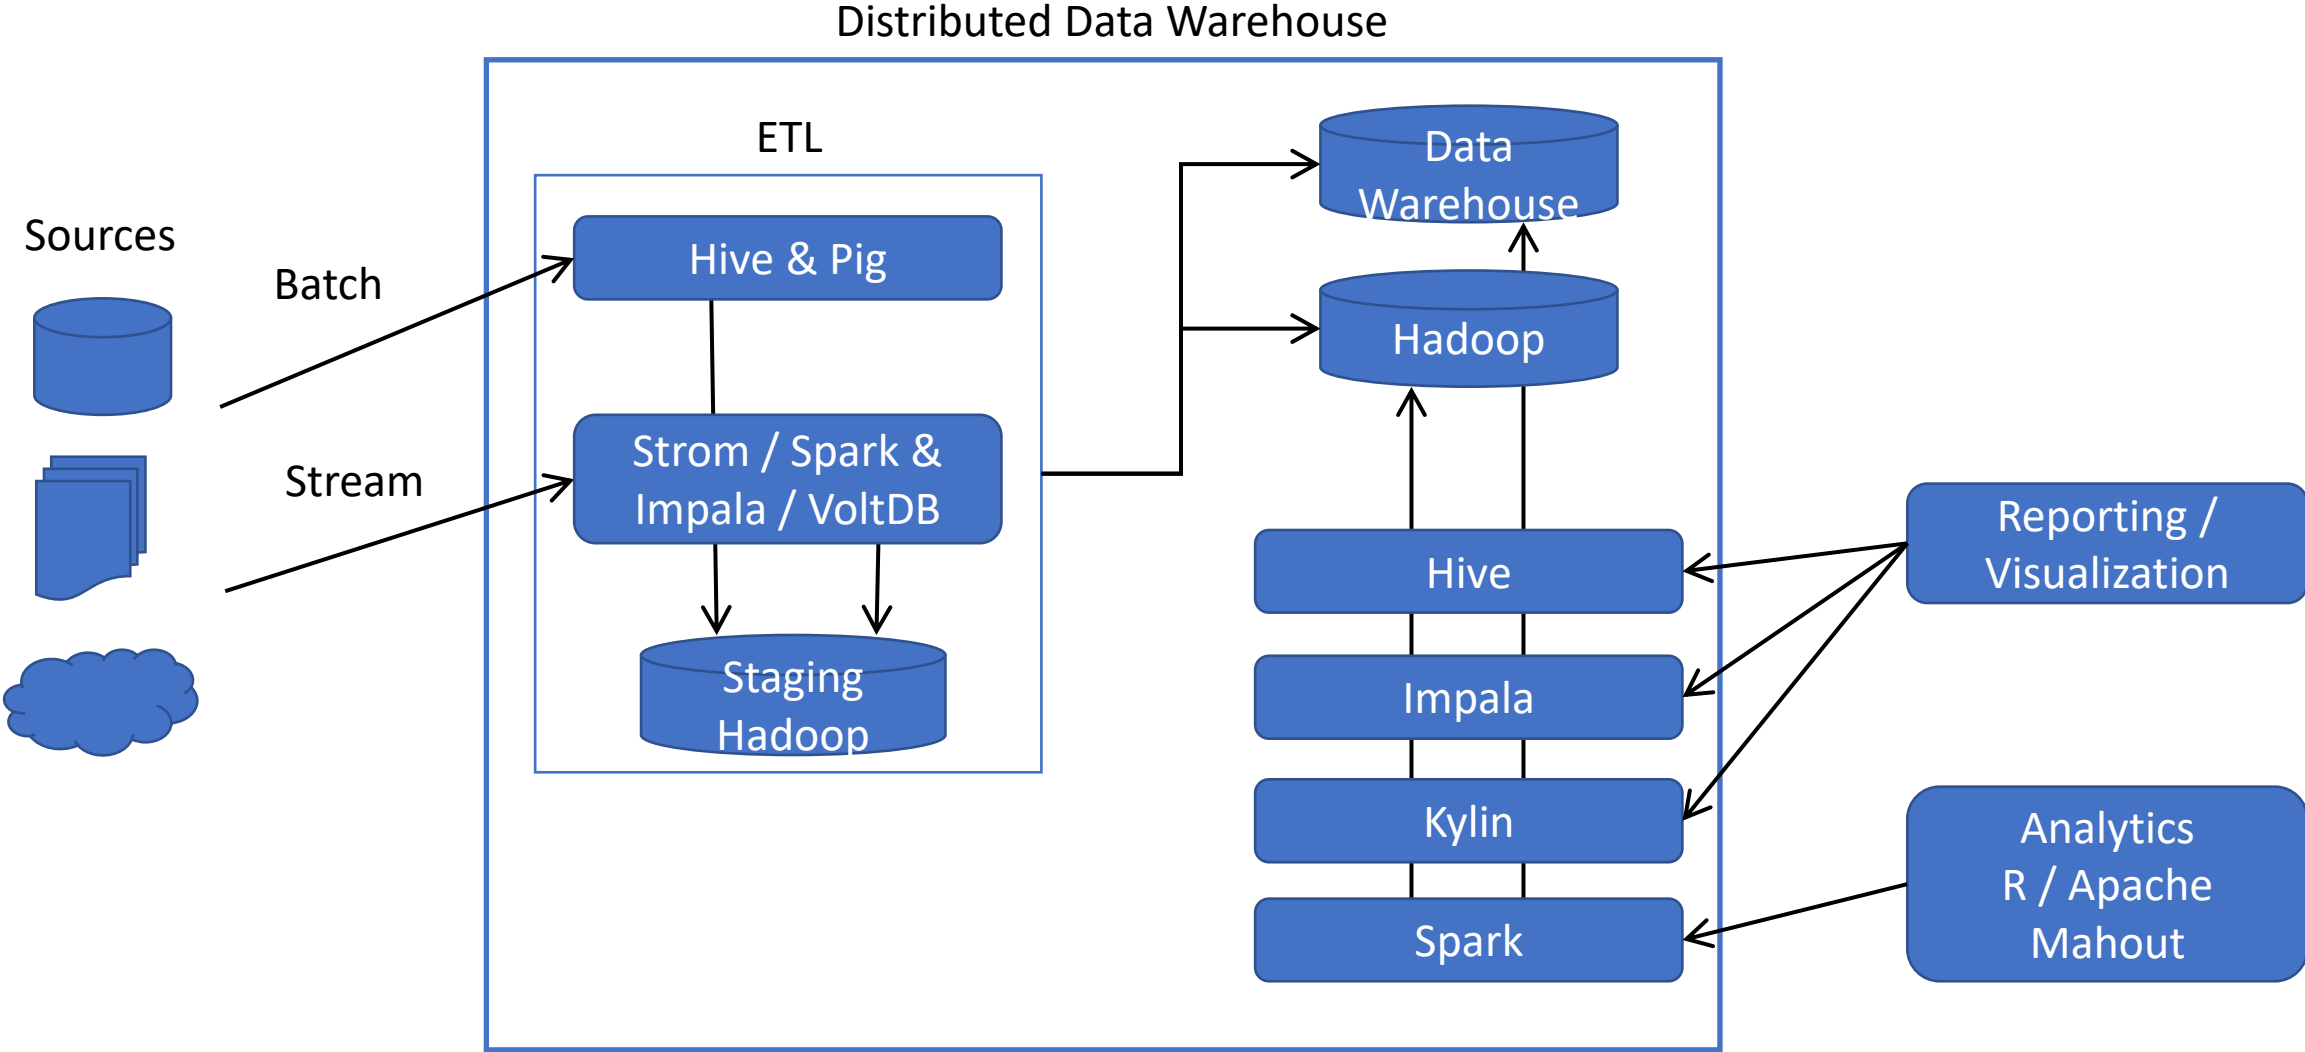 Distributed Data Warehouse
Sources
Batch
Stream
ETL
Hive & Pig
Strom / Spark &
Impala / VoltDB
Staging
Hadoop
Data
Warehouse
Hadoop
Hive
Impala
Kylin
Spark
Reporting /
Visualization
Analytics
R / Apache
Mahout